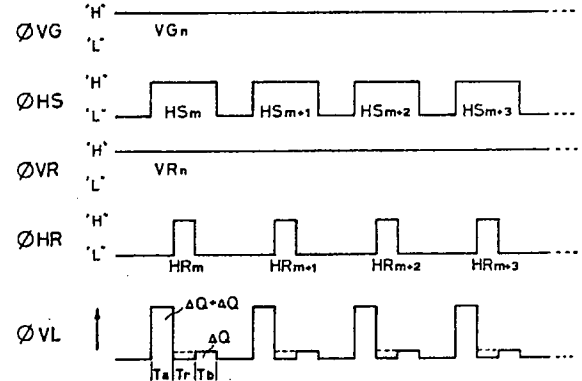 "H"
ØVG VGn
"L"
"H"
ØHS HSm HSm+1 HSm+2 HSm+3
"L"
"H"
ØVR VRn
"L"
"H"
ØHR
"L"
HRm HRm+1 HRm+2 HRm+3
ΔQ+ΔQ
ØVL ΔQ
Ta Tr Tb